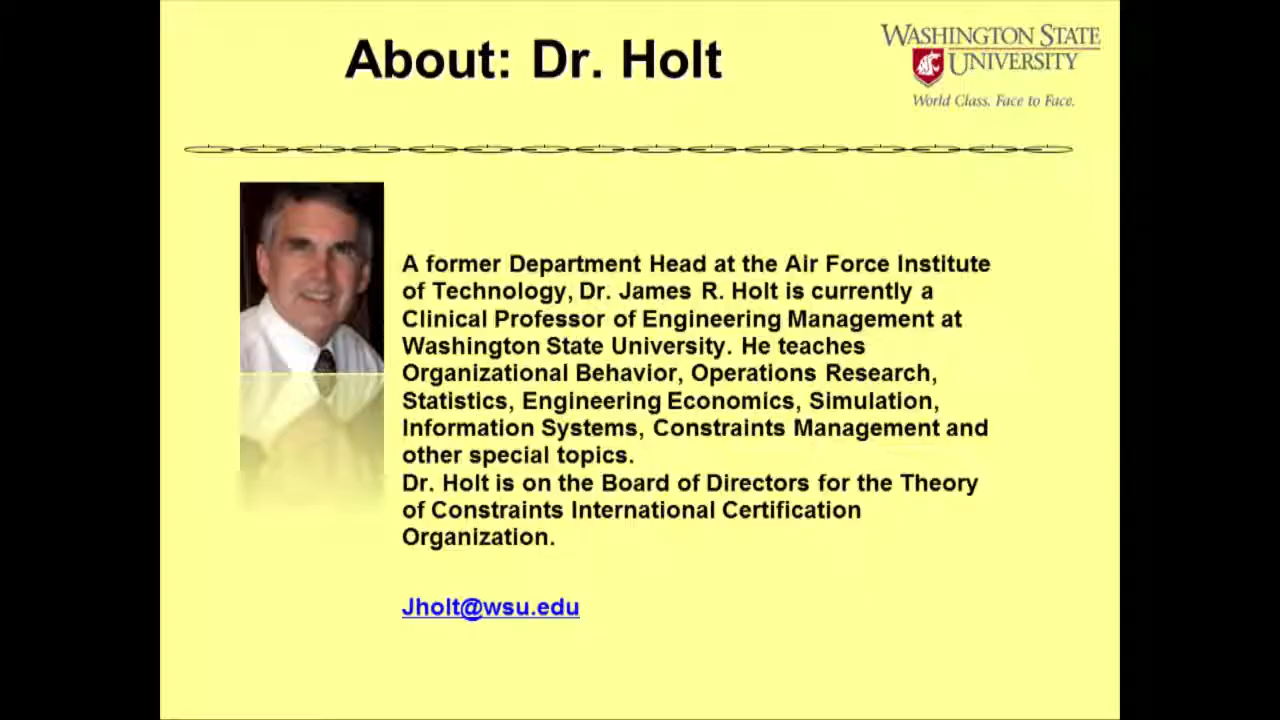 About: Dr. Holt
WASHINGTON STATE
UNIVERSITY
World Class. Face to Face.
A former Department Head at the Air Force Institute
of Technology, Dr. James R. Holt is currently a
Clinical Professor of Engineering Management at
Washington State University. He teaches
Organizational Behavior, Operations Research,
Statistics, Engineering Economics, Simulation,
Information Systems, Constraints Management and
other special topics.
Dr. Holt is on the Board of Directors for the Theory
of Constraints International Certification
Organization.
Jholt@wsu.edu